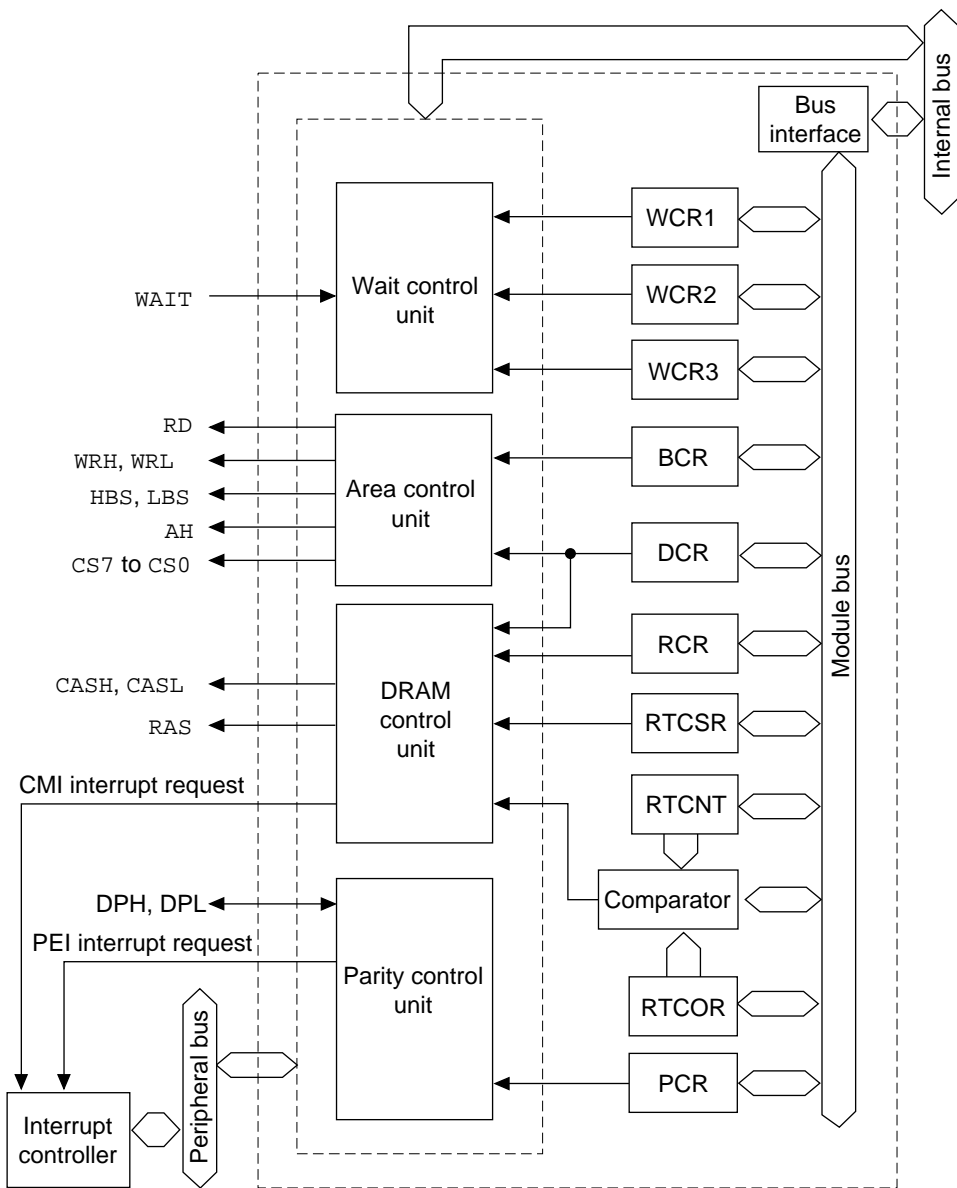 Internal bus
Bus
interface
WCR1
Wait control
unit
WCR2
WAIT
WCR3
RD
WRH, WRL
BCR
HBS, LBS
Area control
unit
AH
CS7 to CS0
DCR
Module bus
RCR
CASH, CASL
DRAM
control
unit
RAS
RTCSR
CMI interrupt request
RTCNT
Comparator
DPH, DPL
PEI interrupt request
Parity control
unit
RTCOR
Peripheral bus
PCR
Interrupt
controller